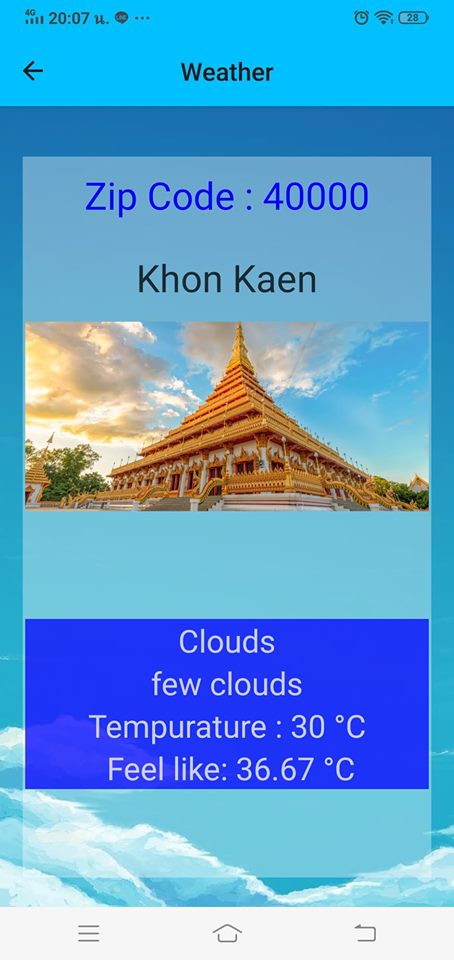 4G 20:07 น. LINE ... 28
Weather
Zip Code : 40000
Khon Kaen
Clouds
few clouds
Tempurature : 30 °C
Feel like: 36.67 °C